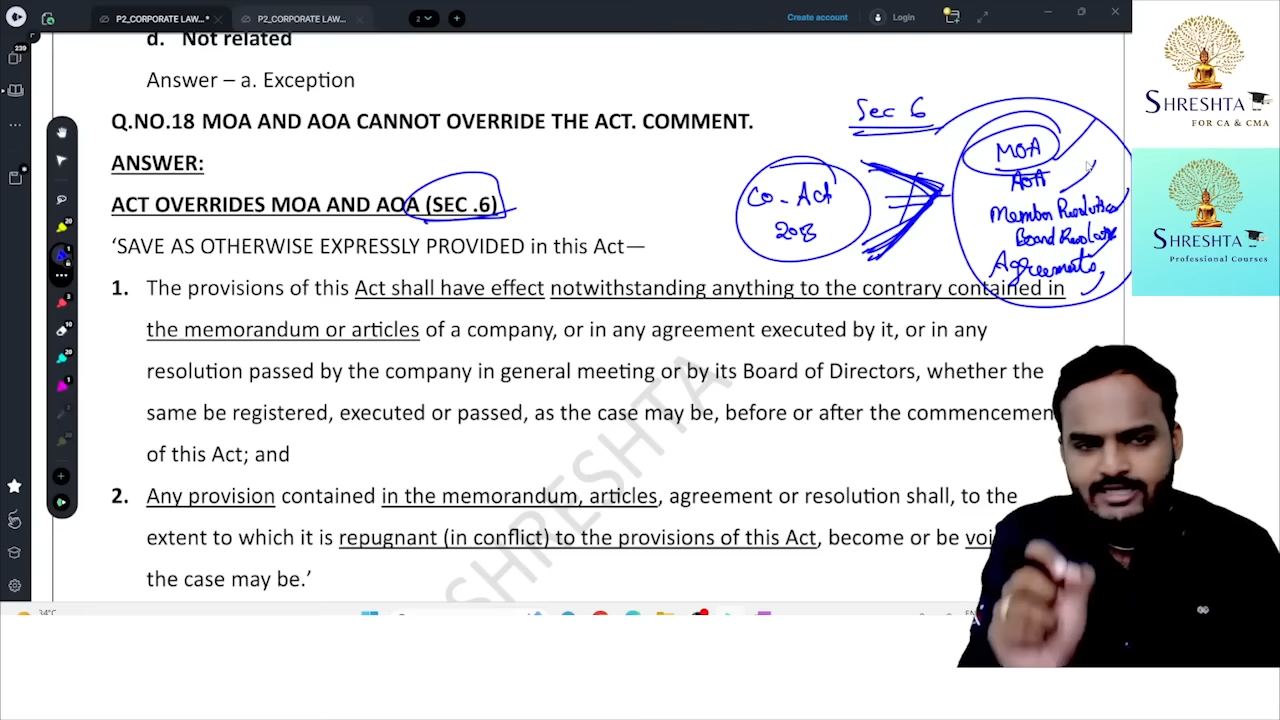 P2_CORPORATE LAW...*
P2_CORPORATE LAW...
2
Create account
Login
239
d. Not related
Answer – a. Exception
Q.NO.18 MOA AND AOA CANNOT OVERRIDE THE ACT. COMMENT.
ANSWER:
ACT OVERRIDES MOA AND AOA (SEC .6)
'SAVE AS OTHERWISE EXPRESSLY PROVIDED in this Act—
1. The provisions of this Act shall have effect notwithstanding anything to the contrary contained in
the memorandum or articles of a company, or in any agreement executed by it, or in any
resolution passed by the company in general meeting or by its Board of Directors, whether the
same be registered, executed or passed, as the case may be, before or after the commencemen
of this Act; and
2. Any provision contained in the memorandum, articles, agreement or resolution shall, to the
extent to which it is repugnant (in conflict) to the provisions of this Act, become or be voi
the case may be.'
Sec 6
Co-Act
2013
MOA
AOA
Member Resolution
Board Resolution
Agreements,
SHRESHTA
SHRESHTA
FOR CA & CMA
SHRESHTA
Professional Courses
34°C